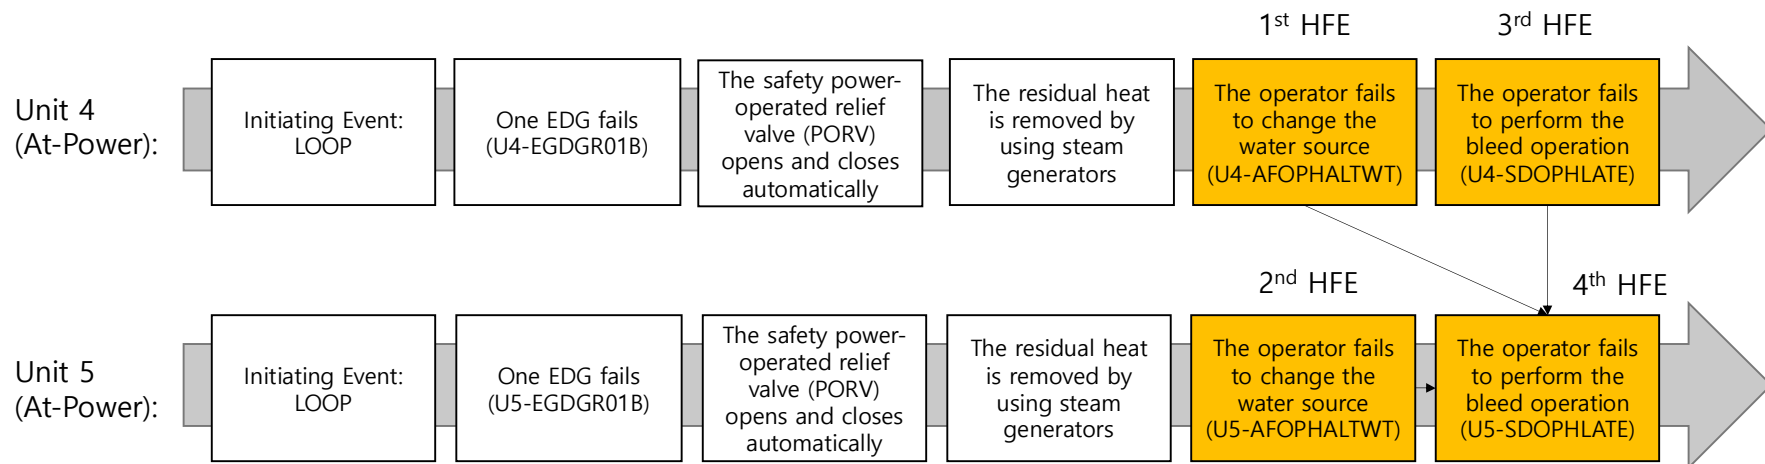 1st HFE
3rd HFE
Unit 4
(At-Power):
Initiating Event:
LOOP
One EDG fails
(U4-EGDGR01B)
The safety power-
operated relief
valve (PORV)
opens and closes
automatically
The residual heat
is removed by
using steam
generators
The operator fails
to change the
water source
(U4-AFOPHALTWT)
The operator fails
to perform the
bleed operation
(U4-SDOPHLATE)
2nd HFE
4th HFE
Unit 5
(At-Power):
Initiating Event:
LOOP
One EDG fails
(U5-EGDGR01B)
The safety power-
operated relief
valve (PORV)
opens and closes
automatically
The residual heat
is removed by
using steam
generators
The operator fails
to change the
water source
(U5-AFOPHALTWT)
The operator fails
to perform the
bleed operation
(U5-SDOPHLATE)